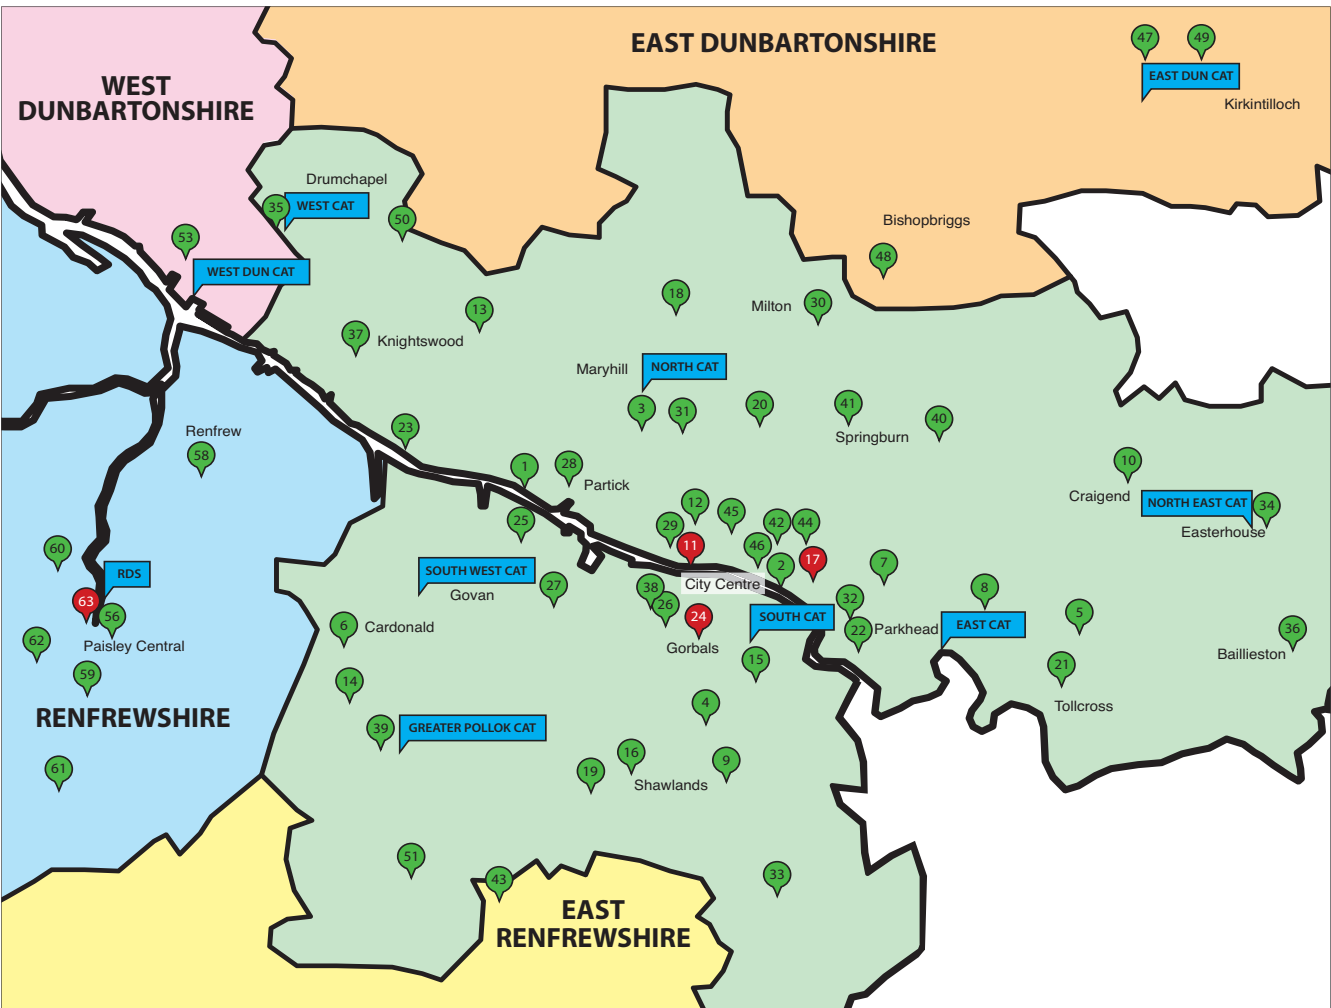 EAST DUNBARTONSHIRE
47
49
EAST DUN CAT
Kirkintilloch
WEST
DUNBARTONSHIRE
Drumchapel
35
WEST CAT
50
53
WEST DUN CAT
Bishopbriggs
48
13
18
Milton
30
37
Knightswood
Maryhill
NORTH CAT
3
31
20
41
Springburn
40
23
Renfrew
58
1
28
Partick
10
Craigend
NORTH EAT CAT
34
Easterhouse
25
12
29
45
42
44
11
46
2
17
City Centre
60
RDS
63
56
62
Paisley Central
59
SOUTH WEST CAT
Govan
27
38
26
24
Gorbals
SOUTH CAT
7
32
22
Parkhead
8
EAST CAT
5
36
Baillieston
21
Tollcross
6
Cardonald
14
15
4
RENFREWSHIRE
39
GREATER POLLOK CAT
61
19
16
Shawlands
9
51
43
33
EAST
RENFREWSHIRE